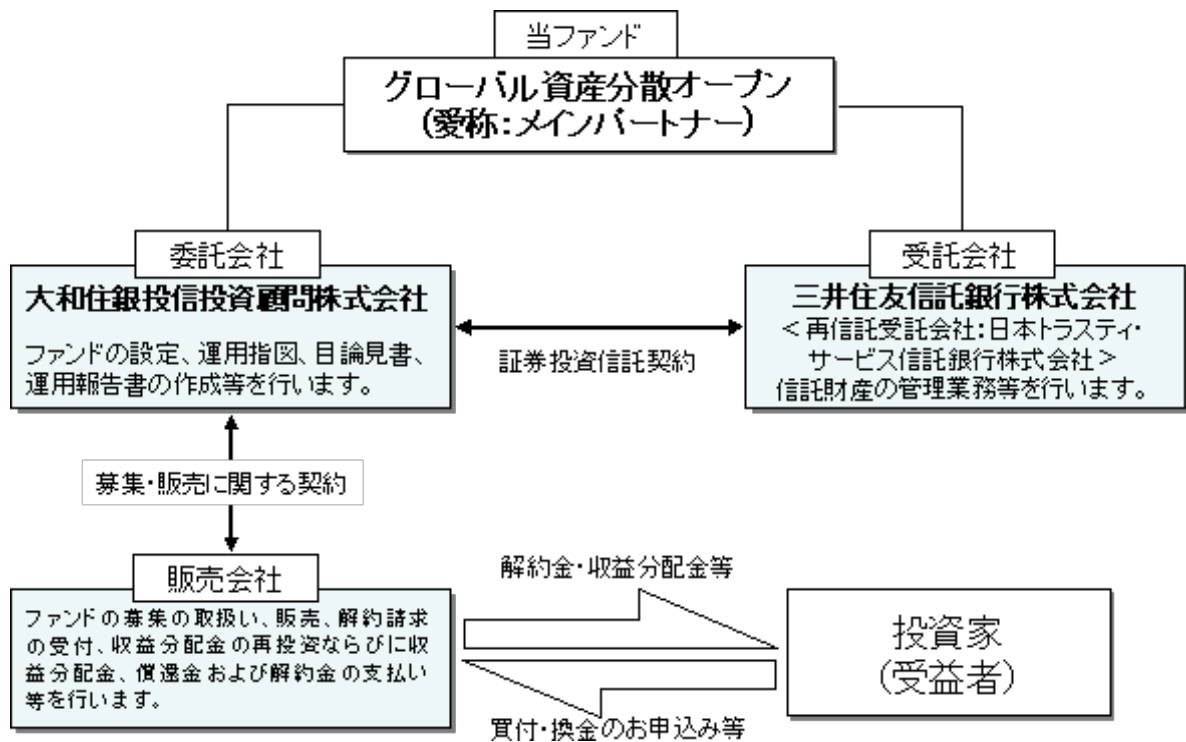 当ファンド
グローバル資産分散オープン
(愛称:メインパートナー)
委託会社
大和住銀投信投資顧問株式会社
ファンドの設定、運用指図、目論見書、
運用報告書の作成等を行います。
証券投資信託契約
受託会社
三井住友信託銀行株式会社
<再信託受託会社:日本トラスティ・
サービス信託銀行株式会社>
信託財産の管理業務等を行います。
募集・販売に関する契約
販売会社
ファンドの募集の取扱い、販売、解約請求
の受付、収益分配金の再投資ならびに収
益分配金、償還金および解約金の支払い
等を行います。
解約金・収益分配金等
買付・換金のお申込み等
投資家
(受益者)